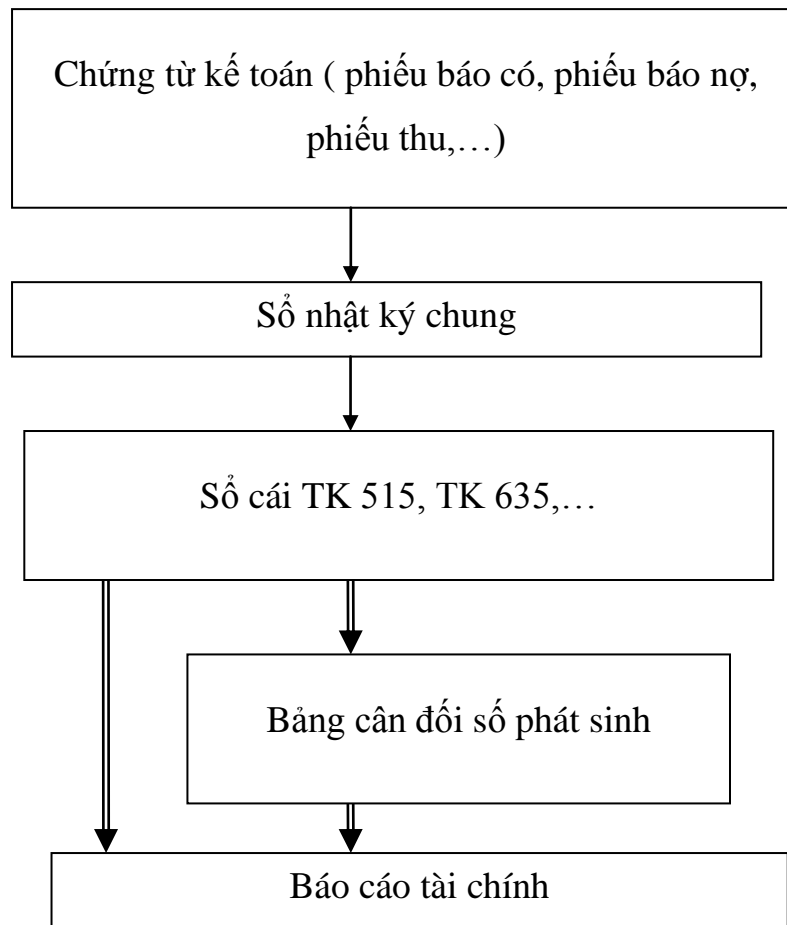 Chứng từ kế toán ( phiếu báo có, phiếu báo nợ,
phiếu thu,…)
Sổ nhật ký chung
Sổ cái TK 515, TK 635,…
Bảng cân đối số phát sinh
Báo cáo tài chính